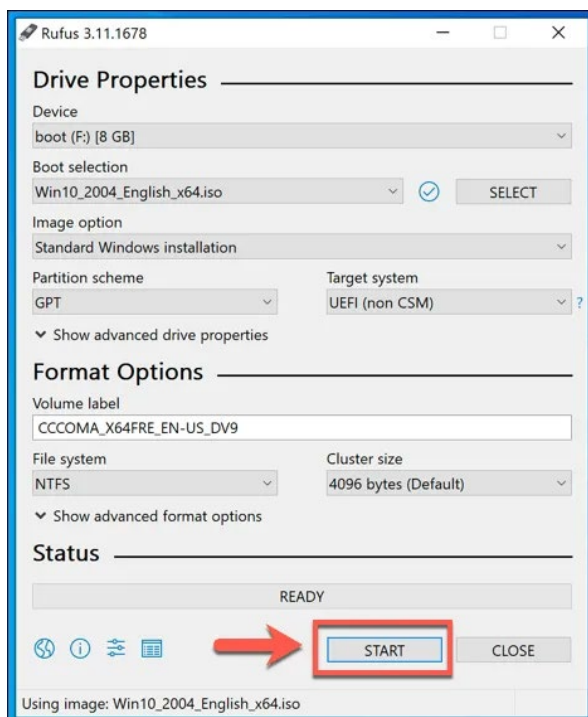 Rufus 3.11.1678
Drive Properties
Device
boot (F:) [8 GB]
Boot selection
Win10_2004_English_x64.iso
SELECT
Image option
Standard Windows installation
Partition scheme
Target system
GPT
UEFI (non CSM)
?
Show advanced drive properties
Format Options
Volume label
CCCOMA_X64FRE_EN-US_DV9
File system
Cluster size
NTFS
4096 bytes (Default)
Show advanced format options
Status
READY
START
CLOSE
Using image: Win10_2004_English_x64.iso